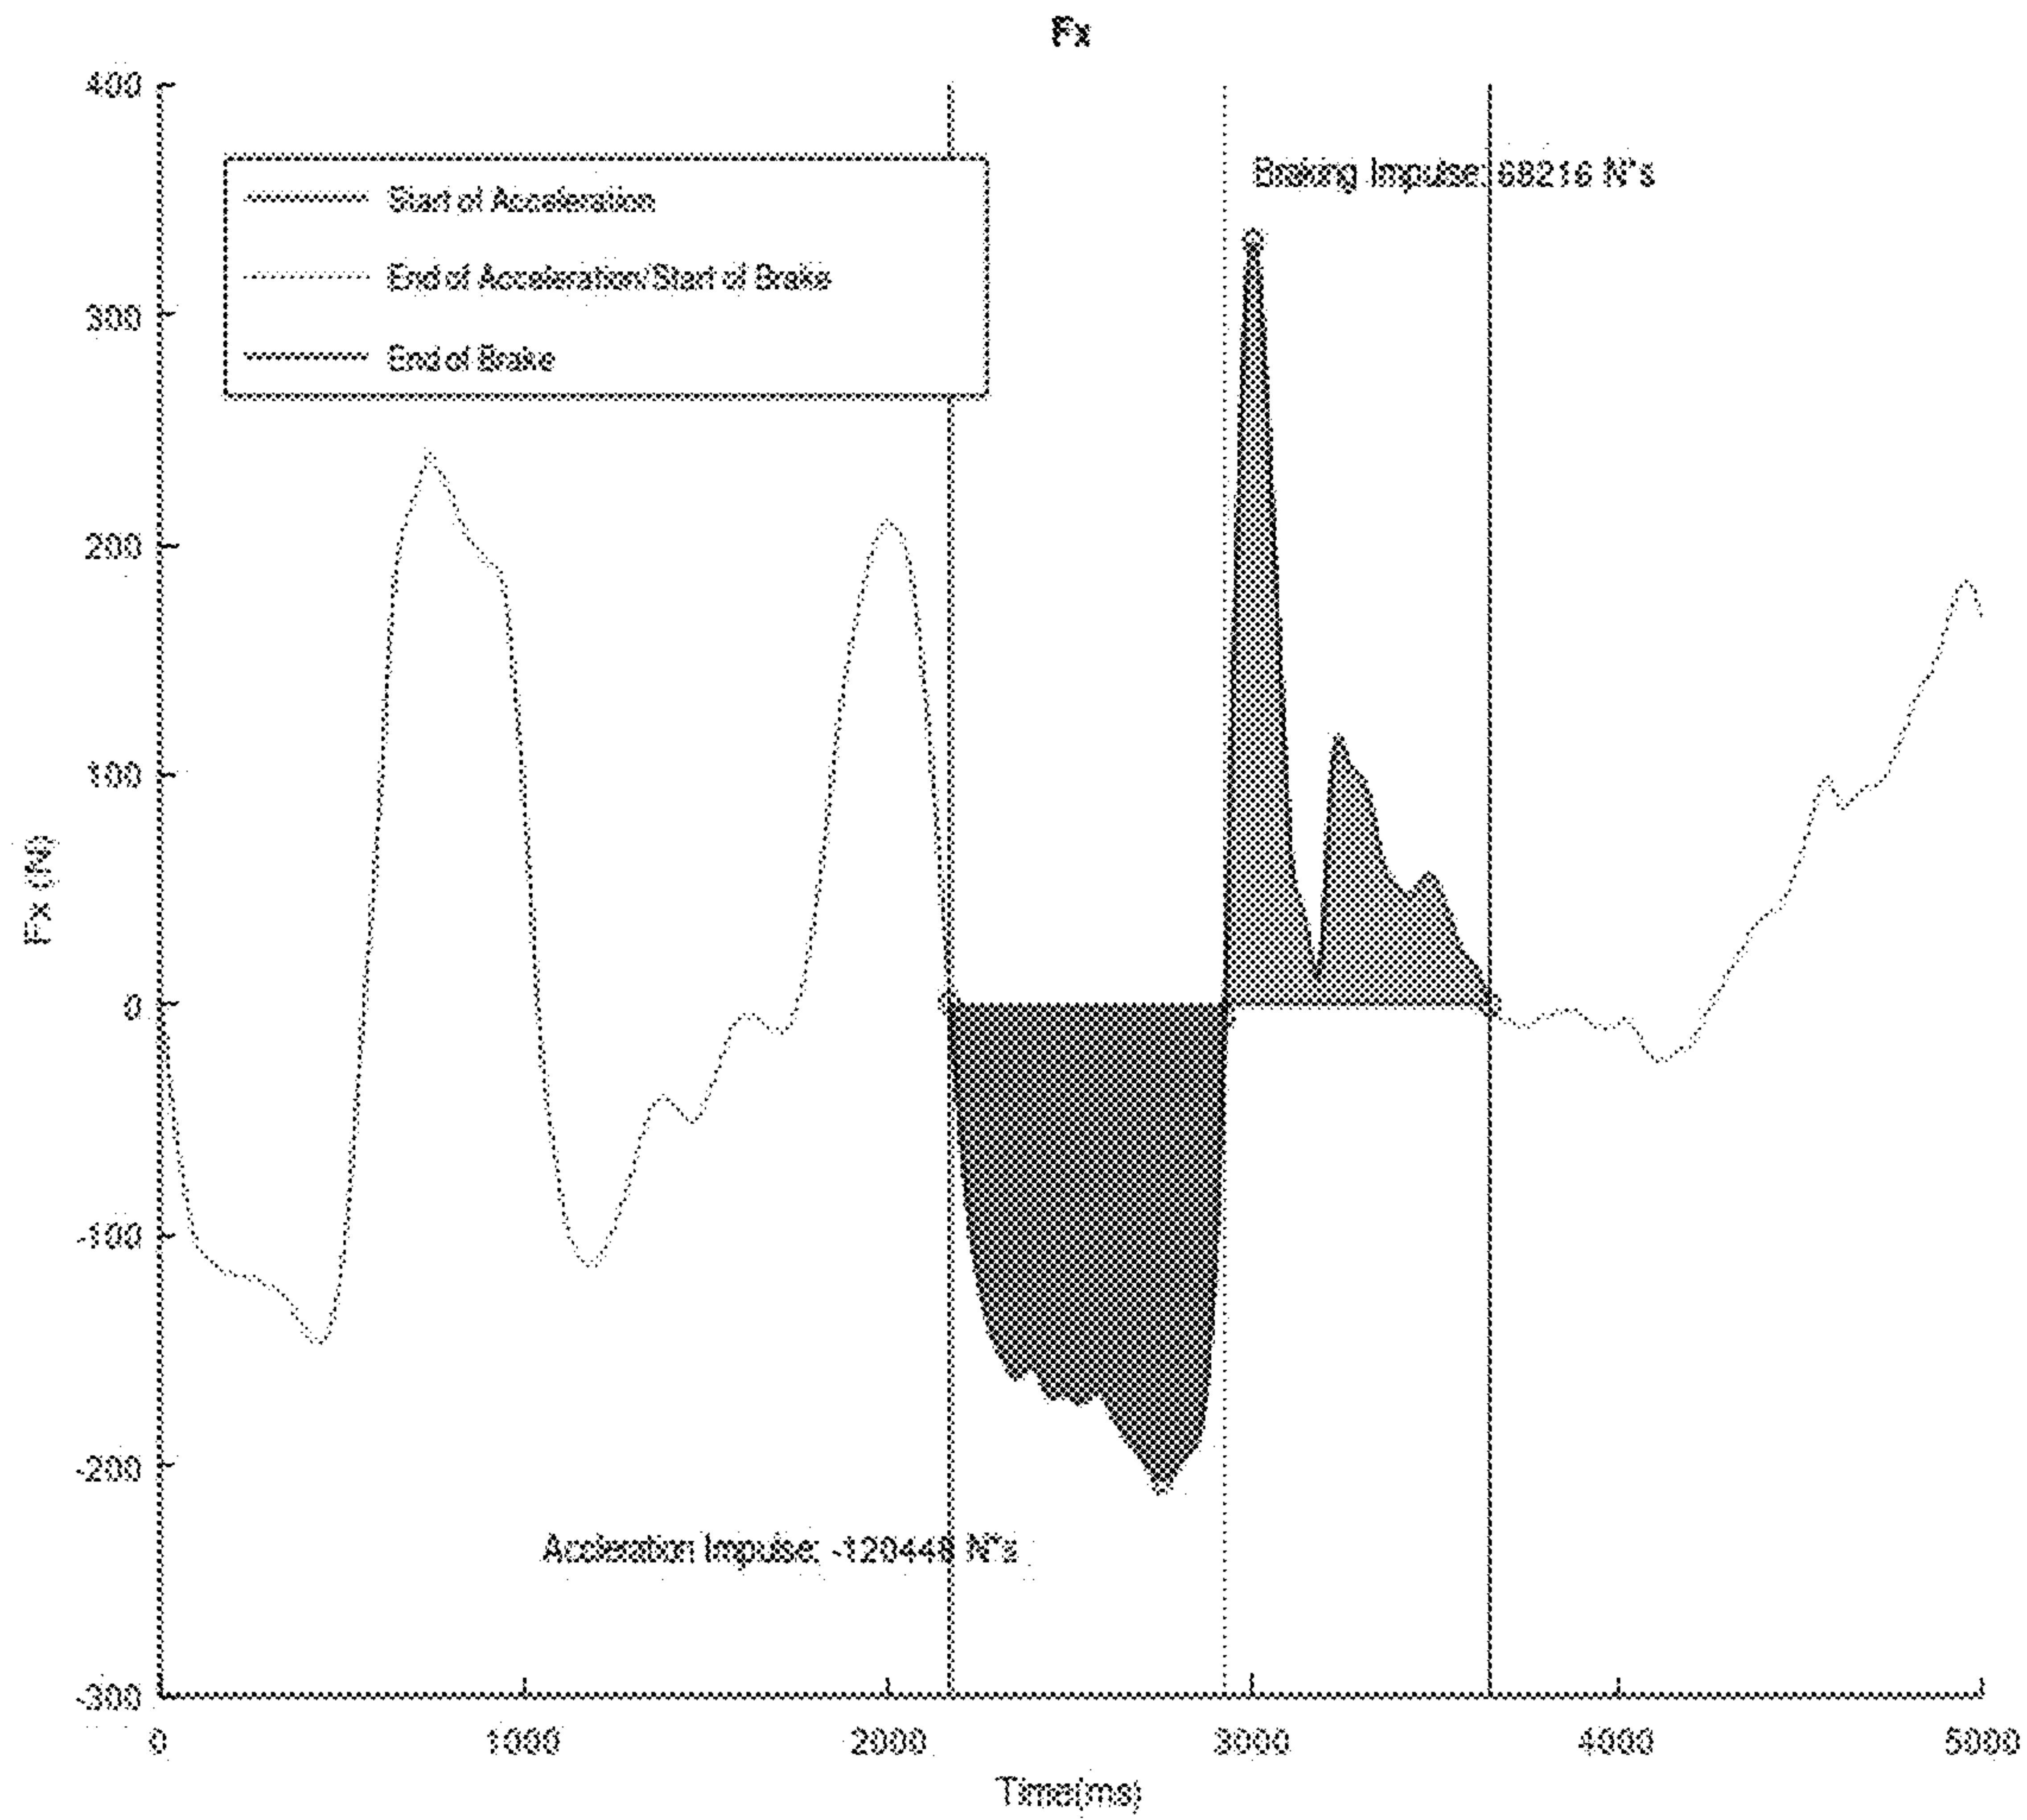 Fx
400
300
200
100
0
-100
-200
-300
Fx (N)
Start of Acceleration
End of Acceleration/Start of Brake
End of Brake
Braking Impulse: 68216 N*s
Accleration Impulse: -120448 N*s
0
1000
2000
3000
4000
5000
Time(ms)